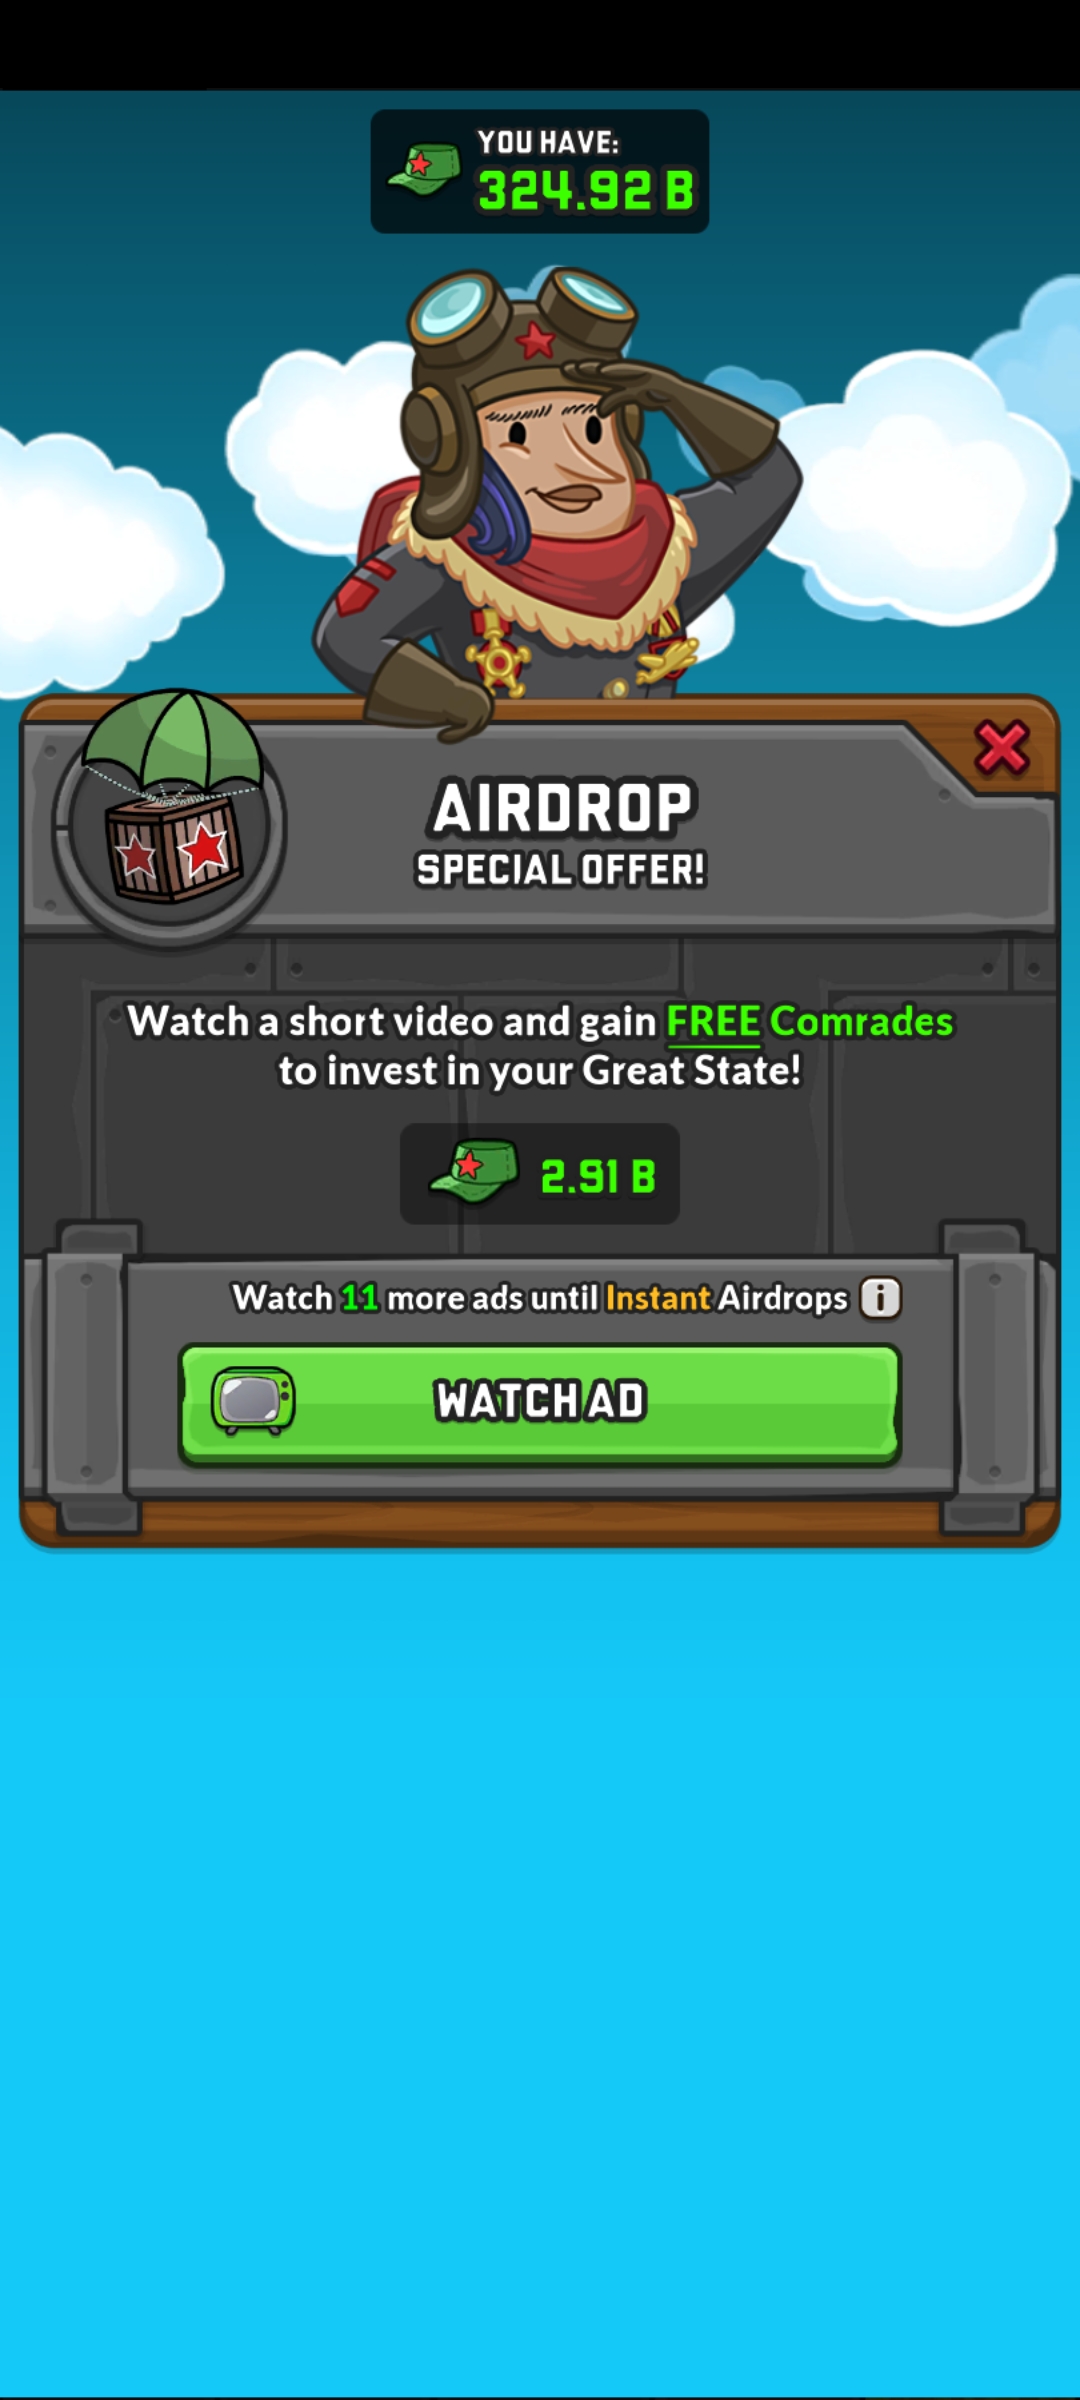 YOU HAVE:
324.92 B
AIRDROP
SPECIAL OFFER!
Watch a short video and gain FREE Comrades
to invest in your Great State!
2.91 B
Watch 11 more ads until Instant Airdrops i
WATCH AD